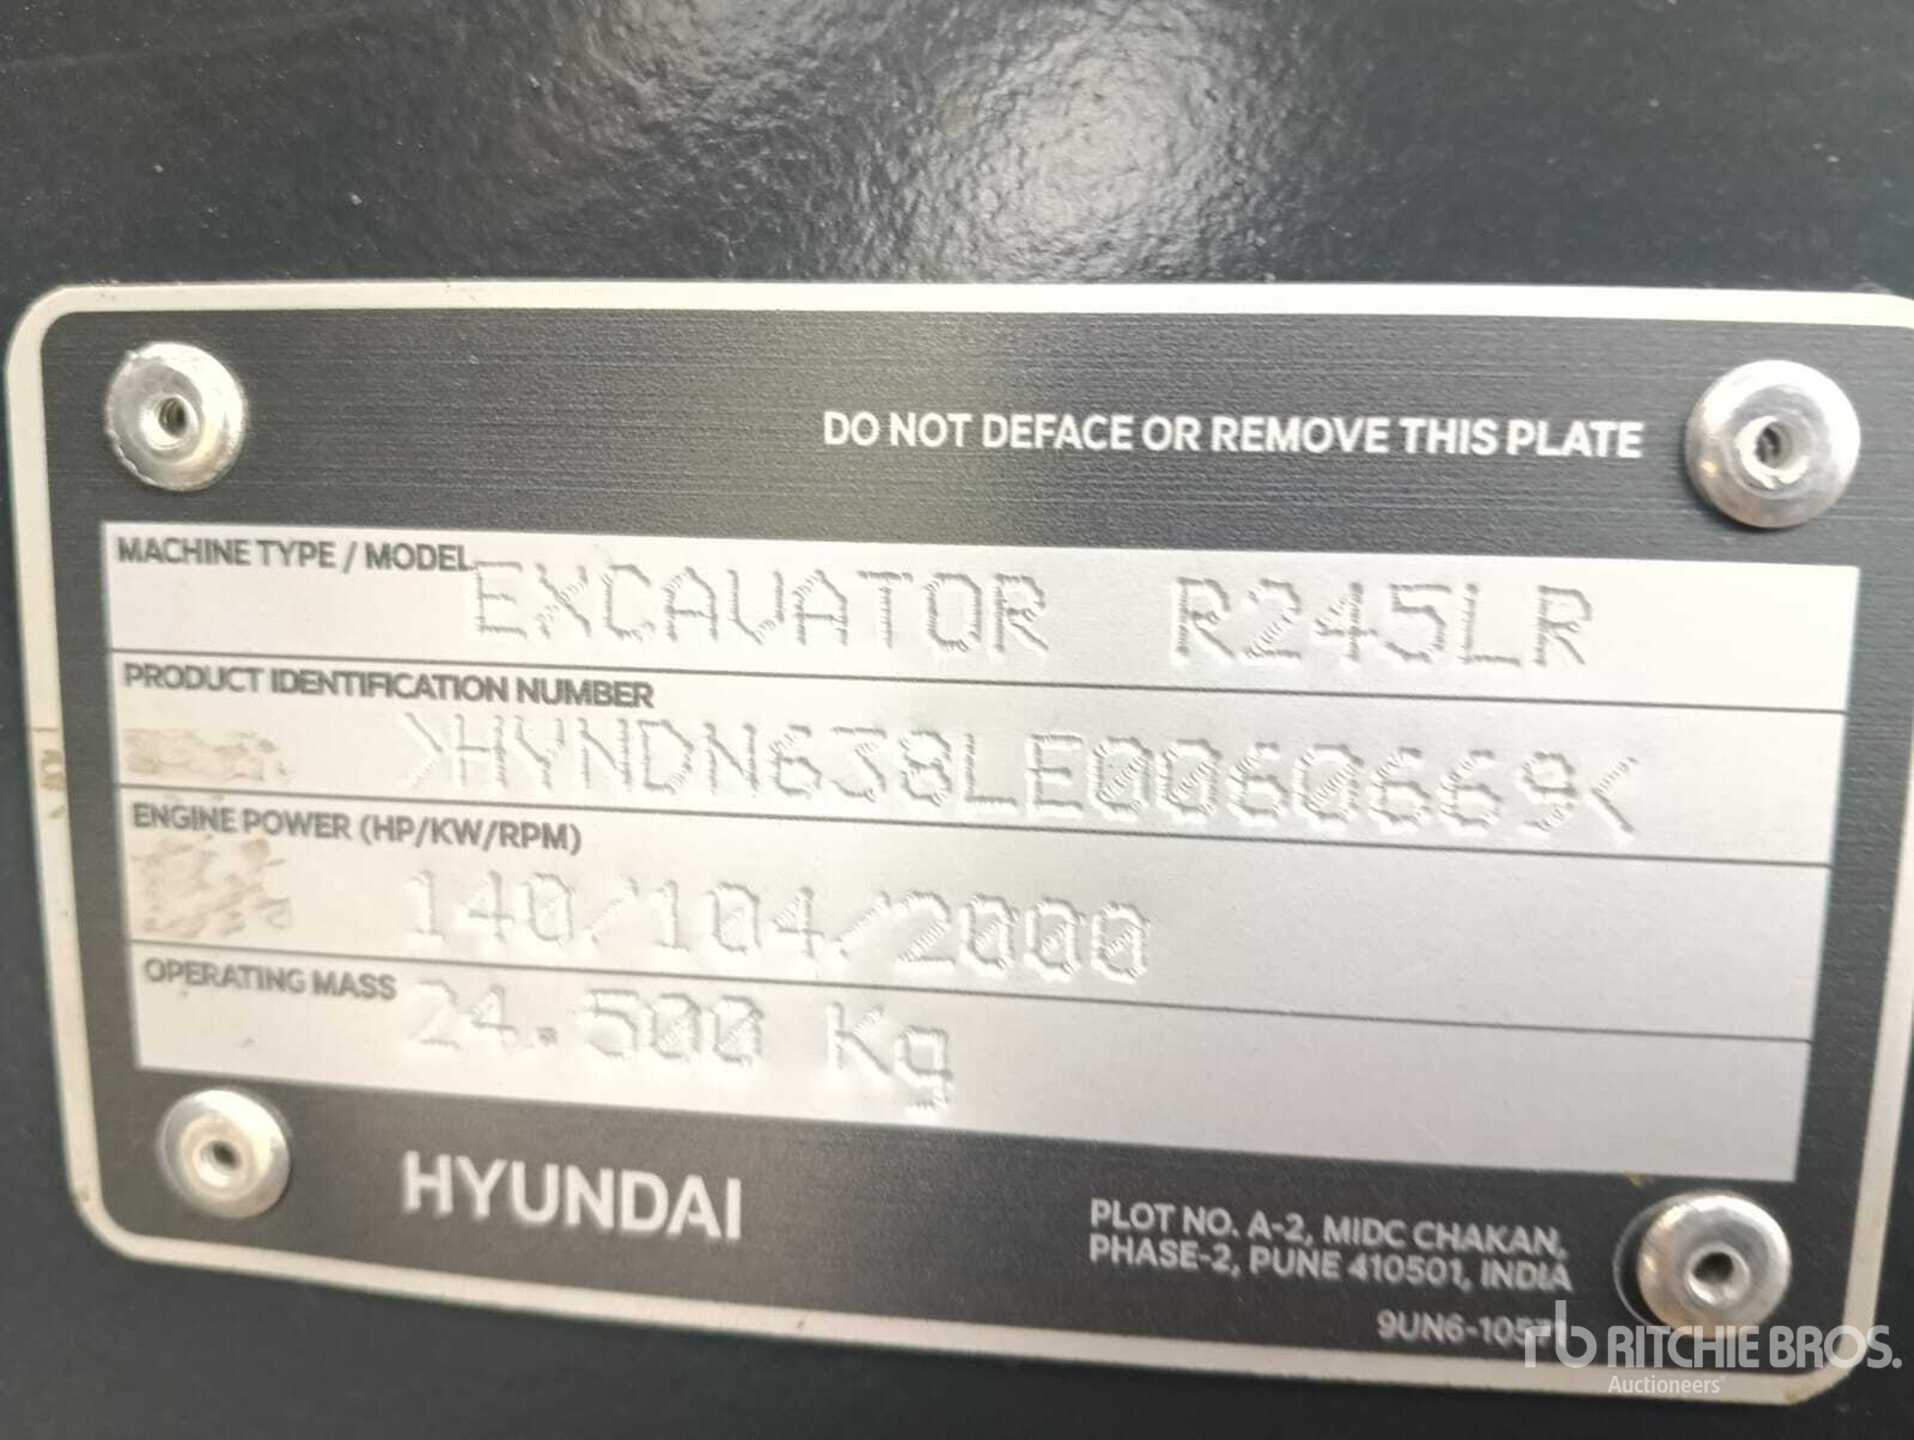 DO NOT DEFACE OR REMOVE THIS PLATE
MACHINE TYPE / MODEL EXCAVATOR R245LR
PRODUCT IDENTIFICATION NUMBER
>HYNDN638LE0060669<
ENGINE POWER (HP/KW/RPM)
140/104/2000
OPERATING MASS 24.500 Kg
HYUNDAI
PLOT NO. A-2, MIDC CHAKAN,
PHASE-2, PUNE 410501, INDIA
rb RITCHIE BROS.
Auctioneers